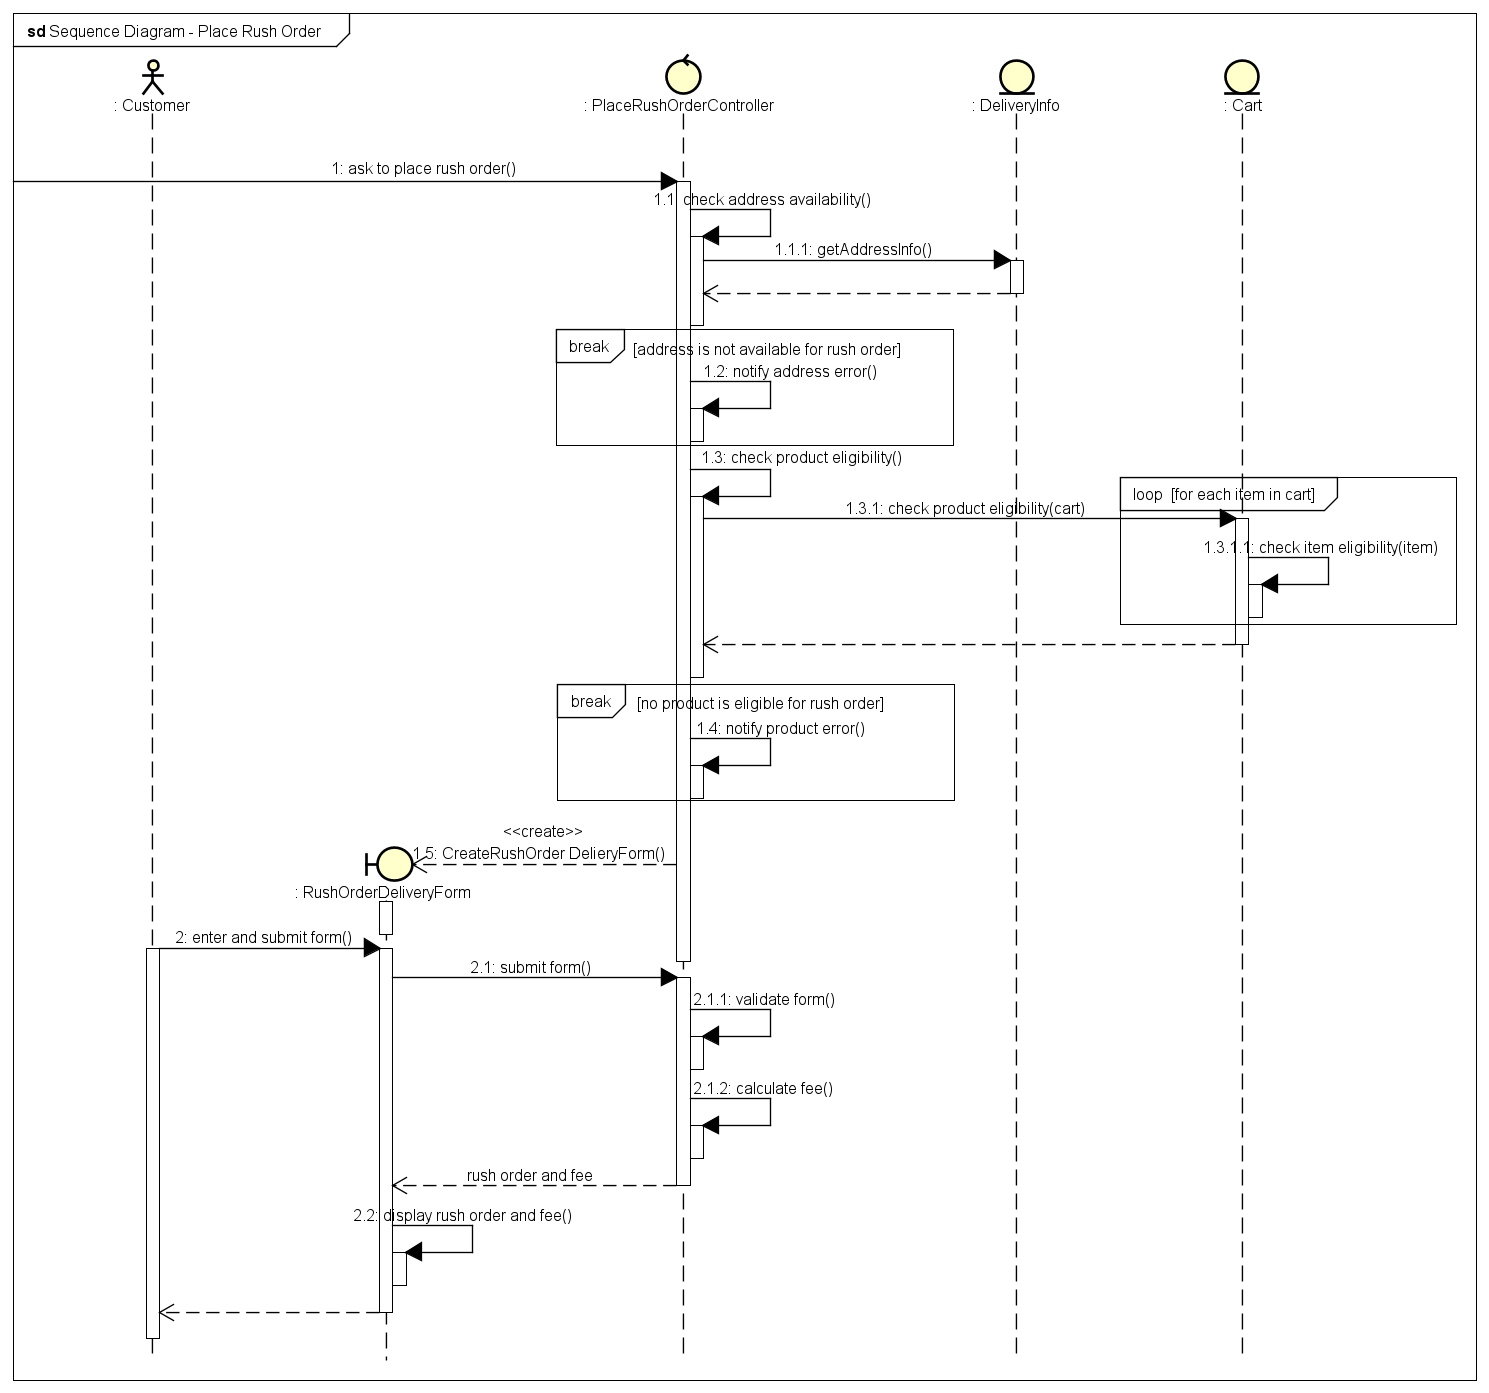 sd Sequence Diagram - Place Rush Order
: Customer
: PlaceRushOrderController
: DeliveryInfo
: Cart
1: ask to place rush order()
1.1: check address availability()
1.1.1: getAddressInfo()
break
[address is not available for rush order]
1.2: notify address error()
1.3: check product eligibility()
loop [for each item in cart]
1.3.1: check product eligibility(cart)
1.3.1.1: check item eligibility(item)
break
[no product is eligible for rush order]
1.4: notify product error()
<<create>>
1.5: CreateRushOrder DelieryForm()
: RushOrderDeliveryForm
2: enter and submit form()
2.1: submit form()
2.1.1: validate form()
2.1.2: calculate fee()
rush order and fee
2.2: display rush order and fee()